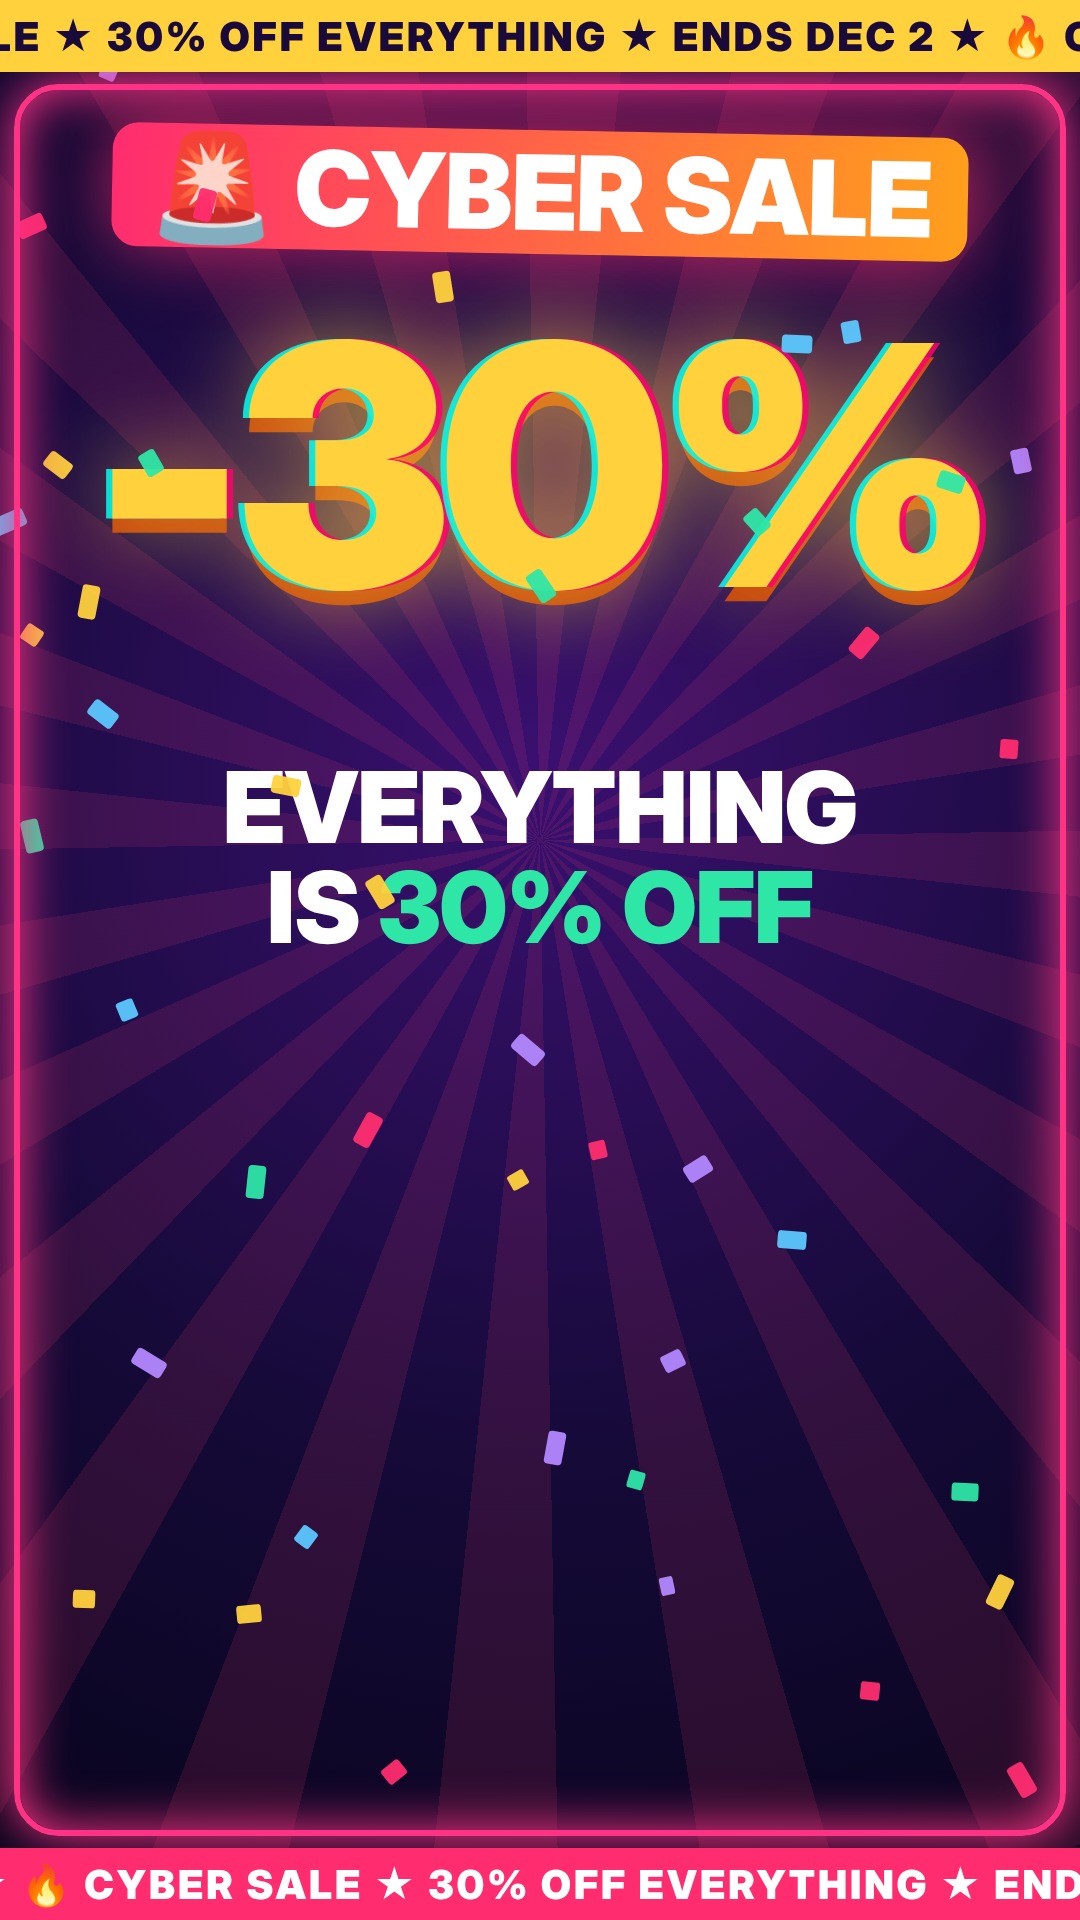 LE ★ 30% OFF EVERYTHING ★ ENDS DEC 2 ★ 🔥
🚨 CYBER SALE
-30%
EVERYTHING
IS 30% OFF
🔥 CYBER SALE ★ 30% OFF EVERYTHING ★ END